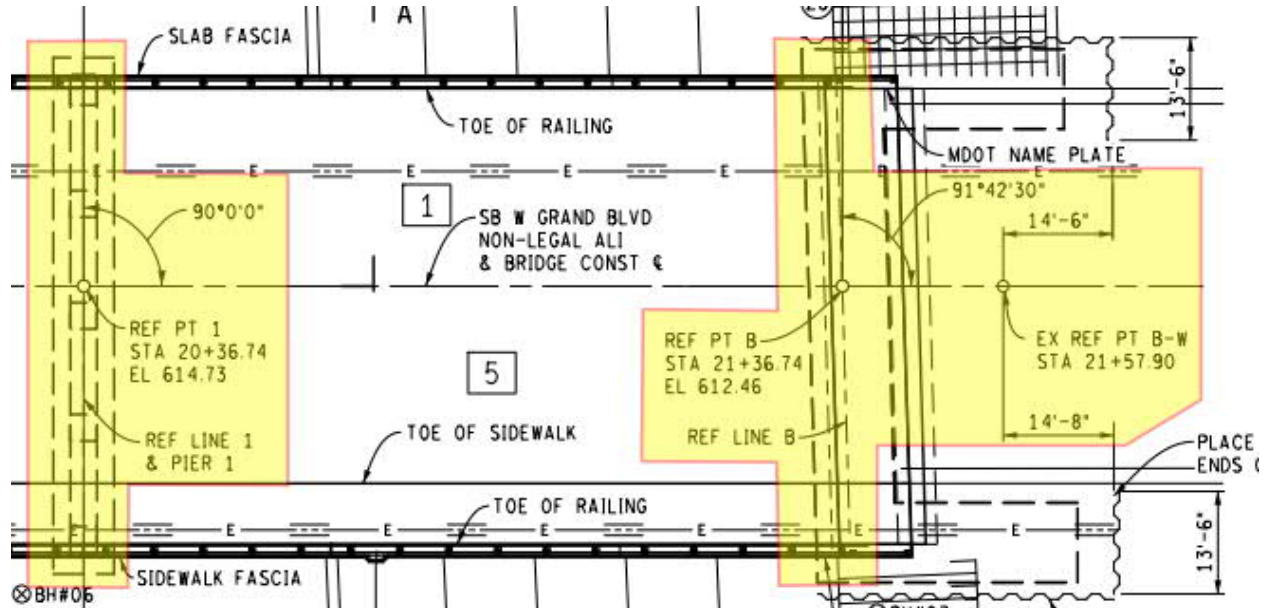 A
SLAB FASCIA
TOE OF RAILING
13'-6"
MDOT NAME PLATE
E E E E E E E E
90°0'0"
1
SB W GRAND BLVD
NON-LEGAL ALI
& BRIDGE CONST ℄
91°42'30"
14'-6"
REF PT 1
STA 20+36.74
EL 614.73
REF PT B
STA 21+36.74
EL 612.46
EX REF PT B-W
STA 21+57.90
5
REF LINE 1
& PIER 1
TOE OF SIDEWALK
REF LINE B
14'-8"
PLACE
ENDS
TOE OF RAILING
E E E E E E E
13'-6"
SIDEWALK FASCIA
BH#06